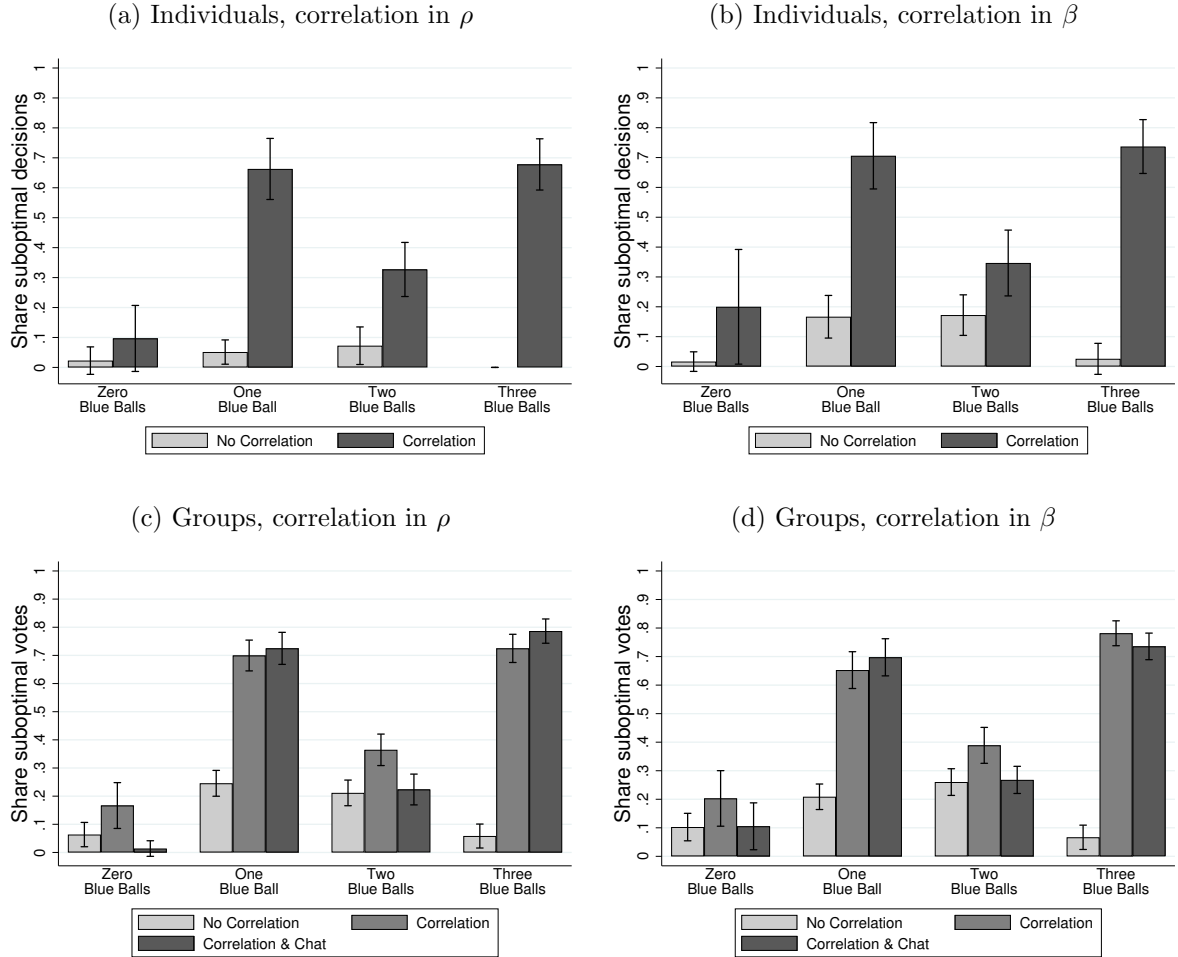 (a) Individuals, correlation in ρ
Share suboptimal decisions
0 .1 .2 .3 .4 .5 .6 .7 .8 .9 1
Zero Blue Balls
One Blue Ball
Two Blue Balls
Three Blue Balls
No Correlation
Correlation
(b) Individuals, correlation in β
Share suboptimal decisions
0 .1 .2 .3 .4 .5 .6 .7 .8 .9 1
Zero Blue Balls
One Blue Ball
Two Blue Balls
Three Blue Balls
No Correlation
Correlation
(c) Groups, correlation in ρ
Share suboptimal votes
0 .1 .2 .3 .4 .5 .6 .7 .8 .9 1
Zero Blue Balls
One Blue Ball
Two Blue Balls
Three Blue Balls
No Correlation
Correlation
Correlation & Chat
(d) Groups, correlation in β
Share suboptimal votes
0 .1 .2 .3 .4 .5 .6 .7 .8 .9 1
Zero Blue Balls
One Blue Ball
Two Blue Balls
Three Blue Balls
No Correlation
Correlation
Correlation & Chat